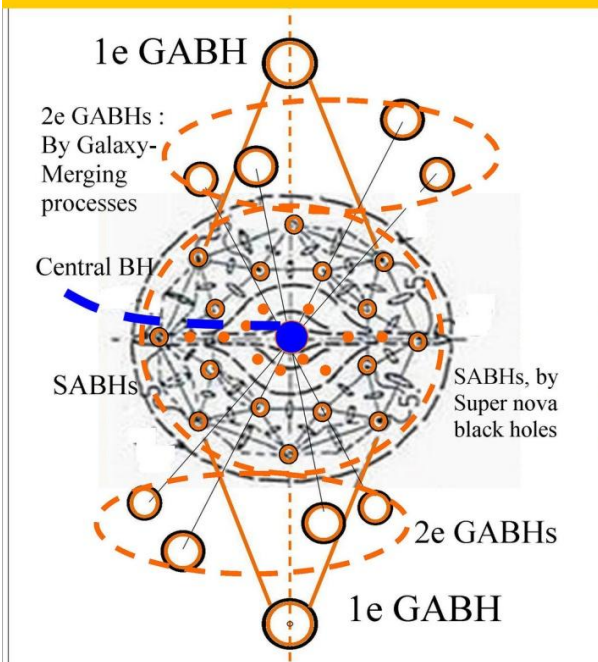 1e GABH
2e GABHs :
By Galaxy-
Merging
processes
Central BH
SABHs
SABHs, by
Super nova
black holes
2e GABHs
1e GABH